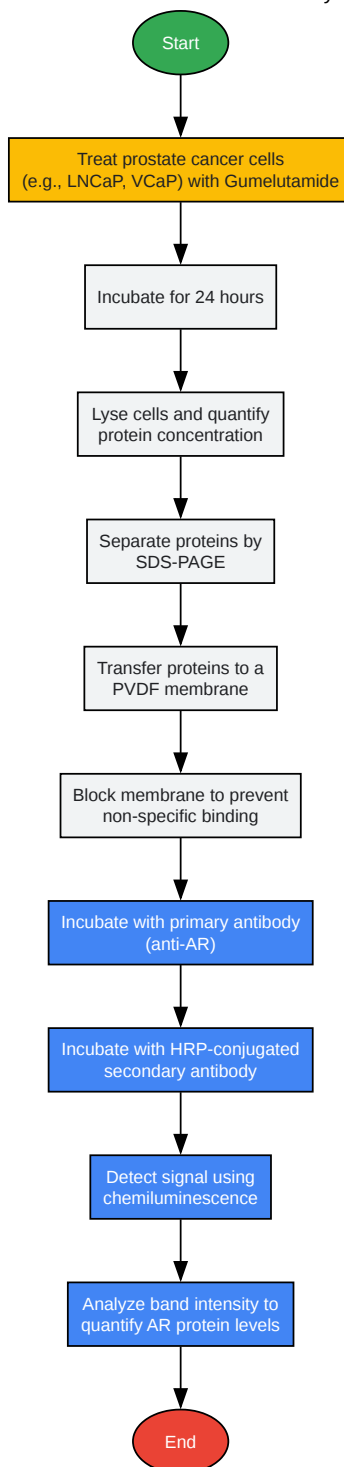 Start
Treat prostate cancer cells
(e.g., LNCaP, VCaP) with Gumelutamide
Incubate for 24 hours
Lyse cells and quantify
protein concentration
Separate proteins by
SDS-PAGE
Transfer proteins to a
PVDF membrane
Block membrane to prevent
non-specific binding
Incubate with primary antibody
(anti-AR)
Incubate with HRP-conjugated
secondary antibody
Detect signal using
chemiluminescence
Analyze band intensity to
quantify AR protein levels
End